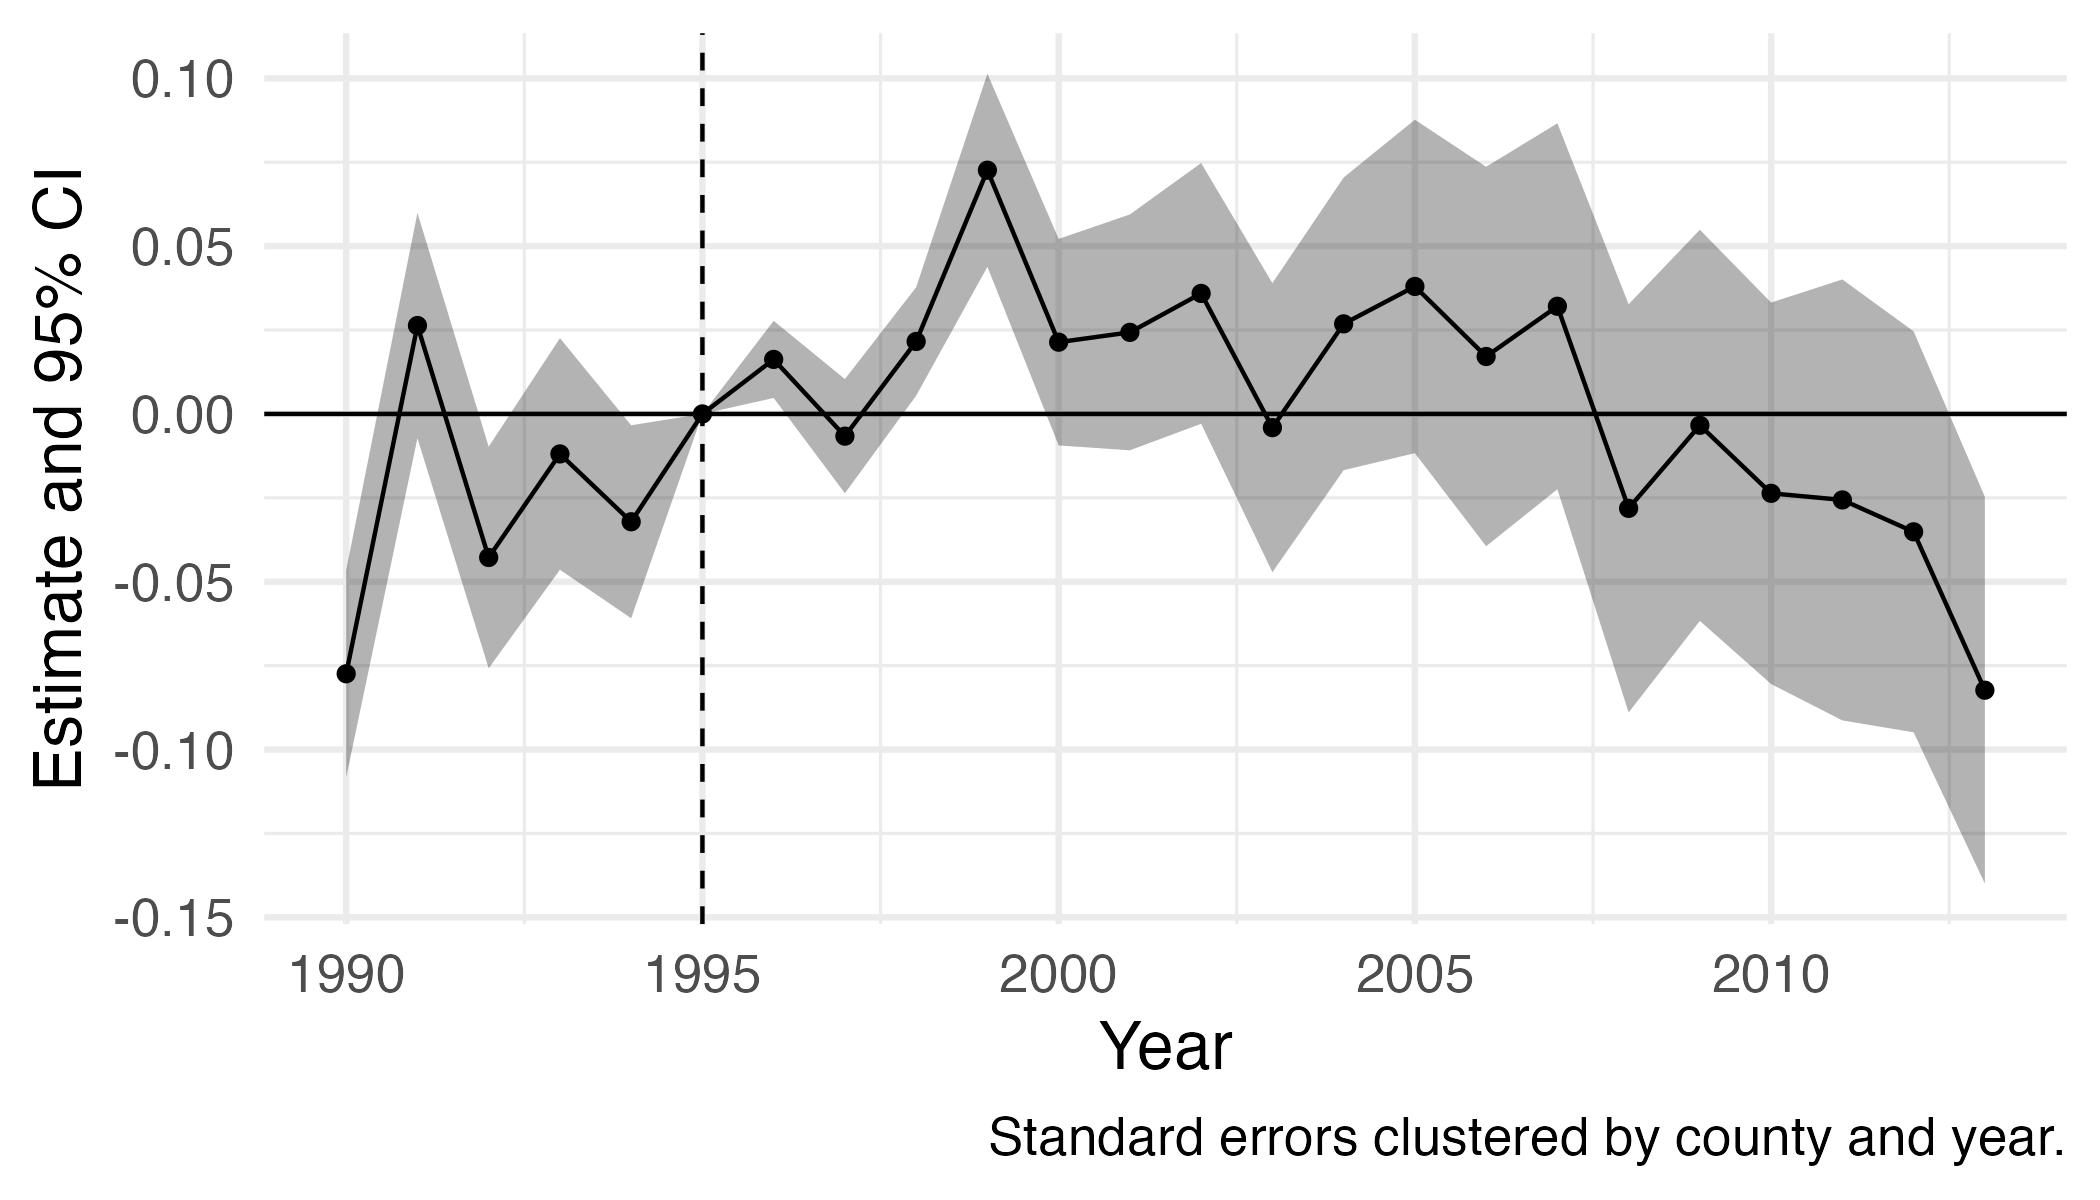 Estimate and 95% CI
0.10
0.05
0.00
-0.05
-0.10
-0.15
1990 1995 2000 2005 2010
Year
Standard errors clustered by county and year.